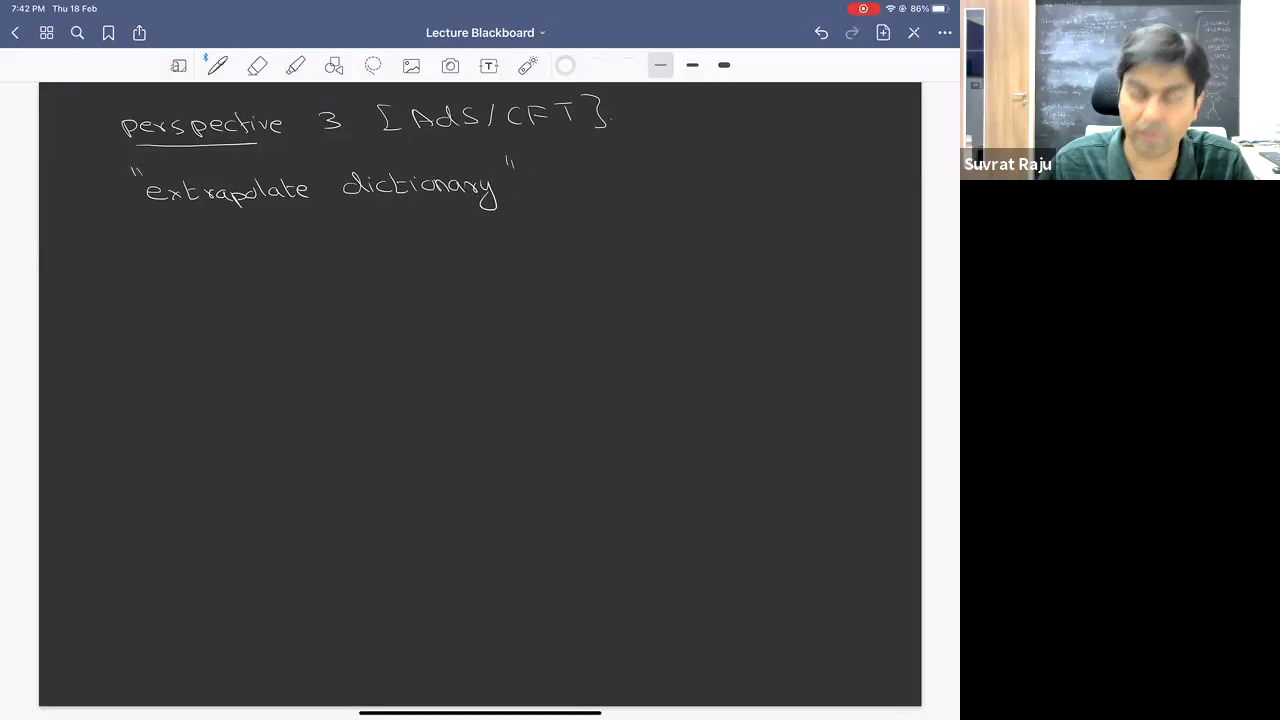 7:42 PM Thu 18 Feb
86%
Lecture Blackboard
perspective 3 [AdS/CFT].
"extrapolate dictionary"
Suvrat Raju